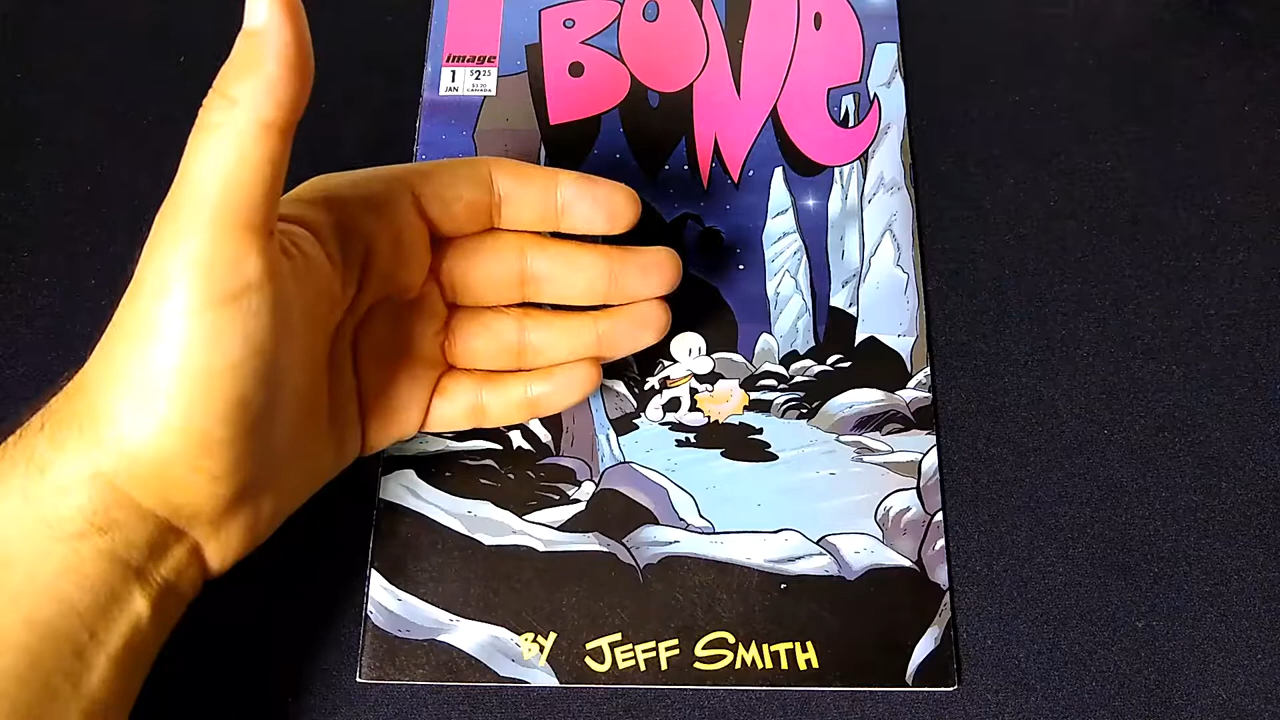 image
1 $2.25
JAN $3.20
CANADA
BONE
BY JEFF SMITH